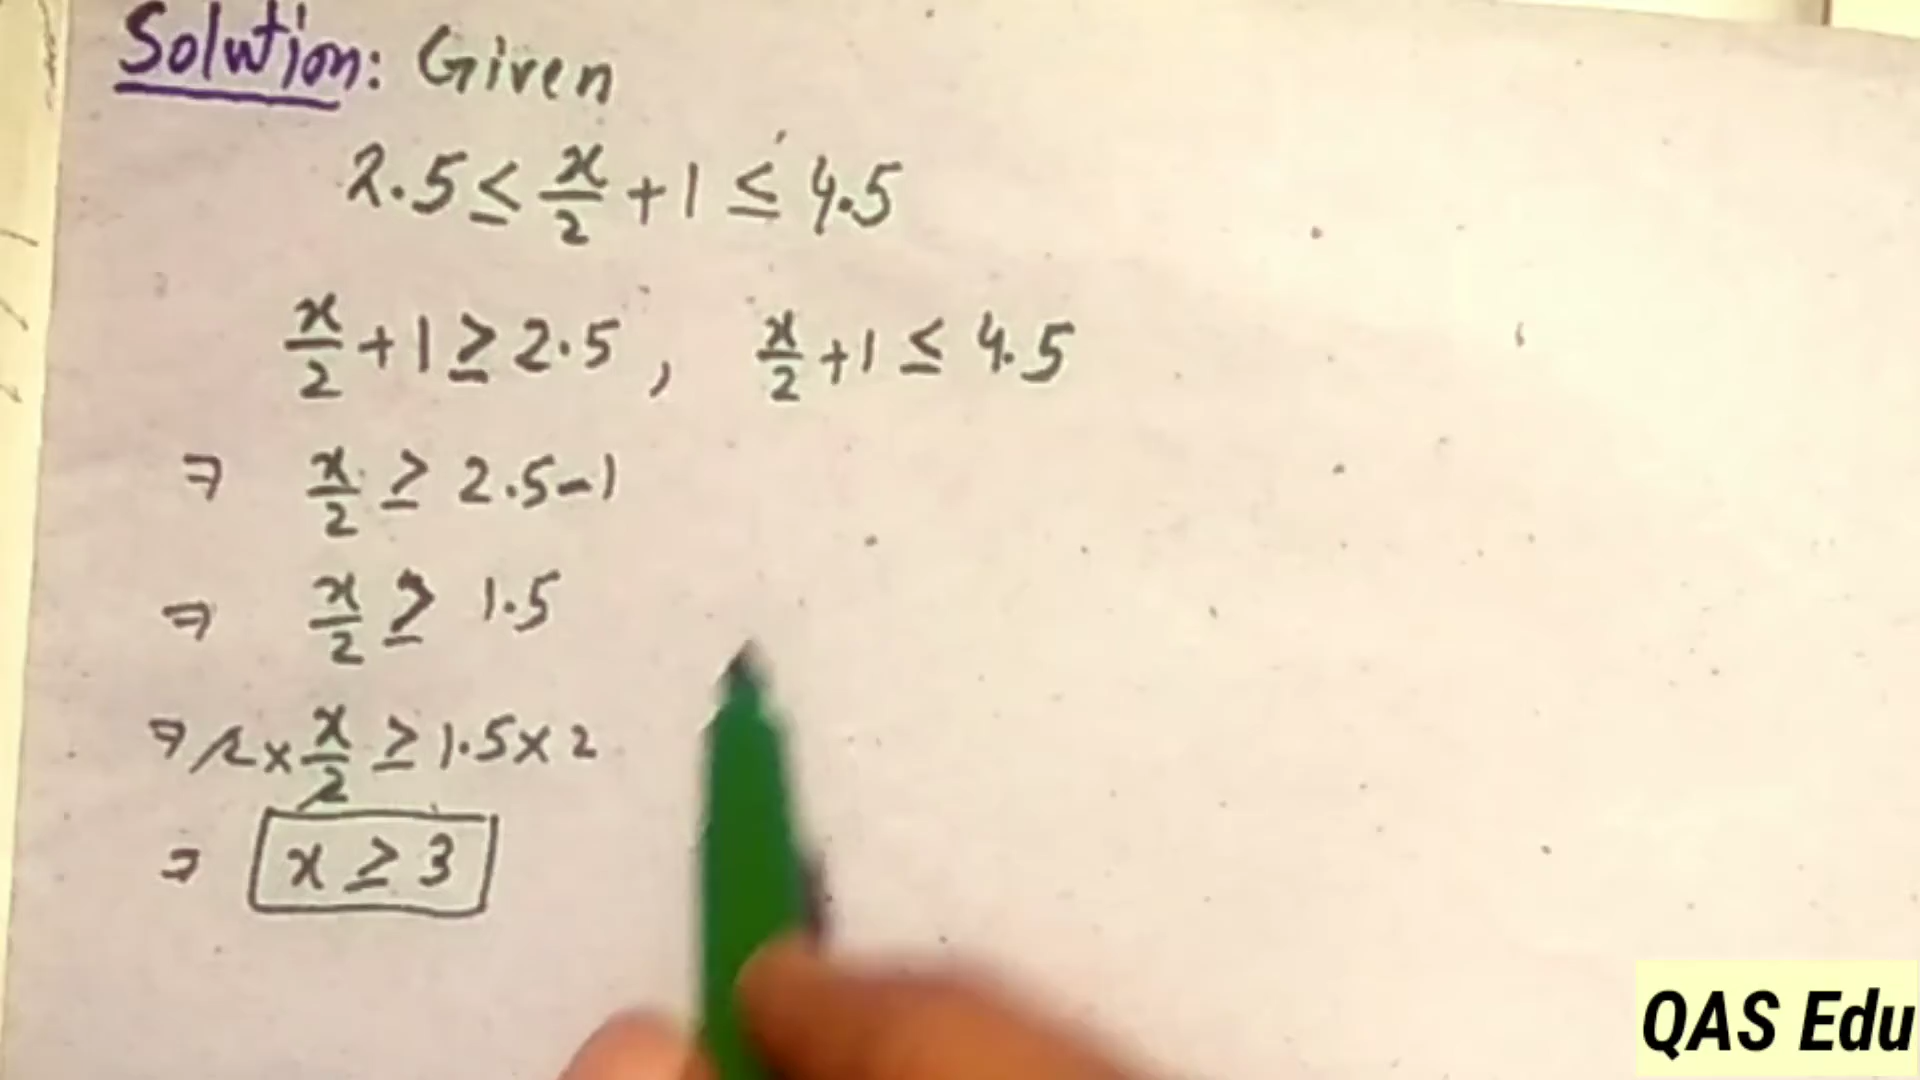 Solution: Given
2.5 ≤ x/2 + 1 ≤ 4.5
x/2 + 1 ≥ 2.5 , x/2 + 1 ≤ 4.5
⇒ x/2 ≥ 2.5-1
⇒ x/2 ≥ 1.5
⇒ 2 × x/2 ≥ 1.5 × 2
⇒ x ≥ 3
QAS Edu